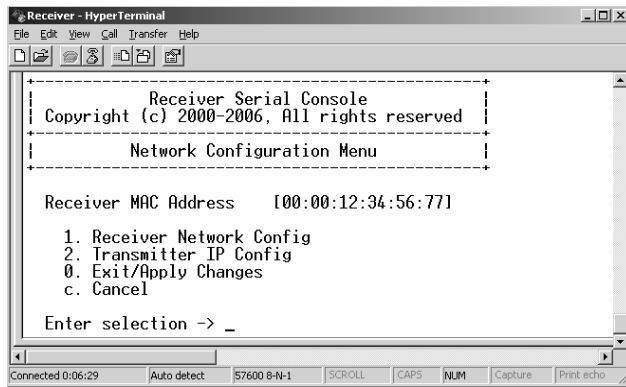 Receiver - HyperTerminal
File Edit View Call Transfer Help
Receiver Serial Console
Copyright (c) 2000-2006, All rights reserved
Network Configuration Menu
Receiver MAC Address [00:00:12:34:56:77]
1. Receiver Network Config
2. Transmitter IP Config
0. Exit/Apply Changes
c. Cancel
Enter selection -> _
Connected 0:06:29 Auto detect 57600 8-N-1 SCROLL CAPS NUM Capture Print echo